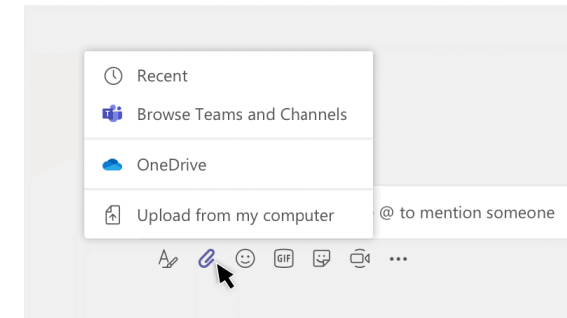 Recent
Browse Teams and Channels
OneDrive
Upload from my computer
@ to mention someone
GIF